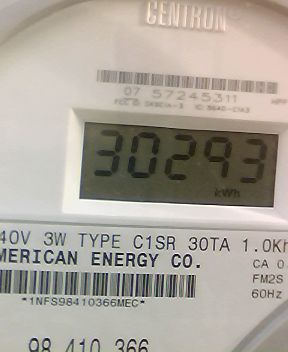 CENTRON
07 57245311
30293
kWh
40V 3W TYPE C1SR 30TA 1.0Kh
MERICAN ENERGY CO.
CA 0.
FM2S
60Hz
*1NFS98410366MEC*
98 410 366